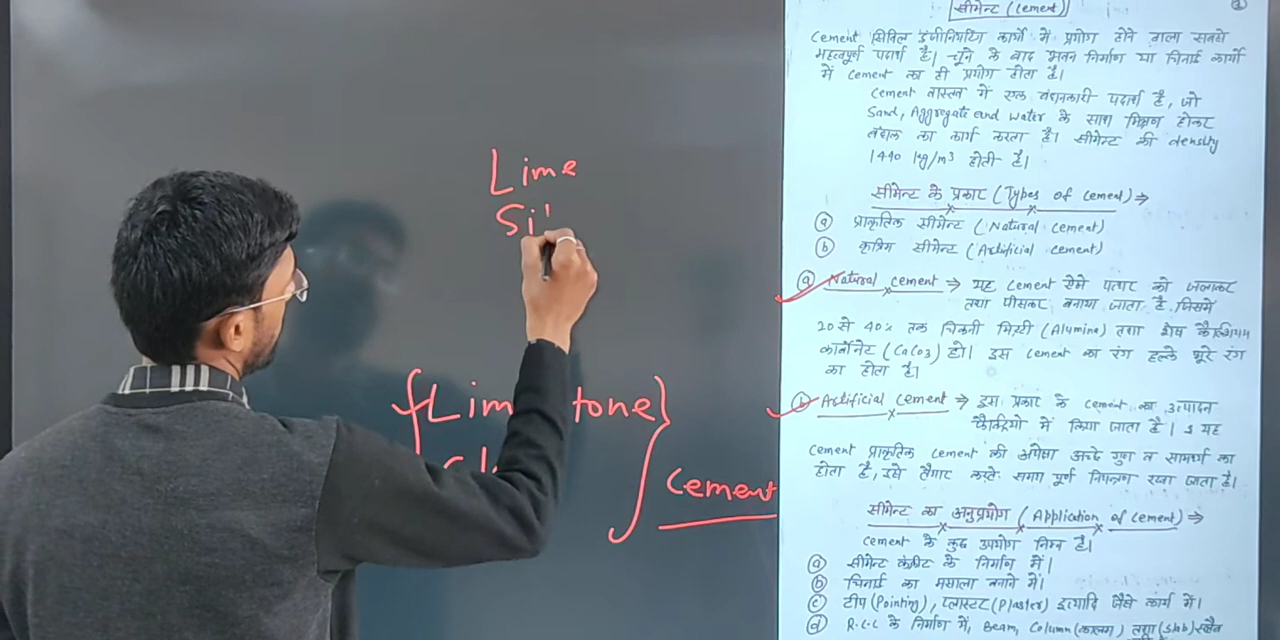 Lime
Si
Lim tone
Cement
सीमेन्ट (Cement)
Cement सिविल इंजीनियरिंग कार्यो में प्रयोग होने वाला सबसे
महत्वपूर्ण पदार्थ है। चूने के बाद भवन निर्माण या चिनाई कार्यो
में Cement का ही प्रयोग होता है।
Cement वास्तव में एक बंधनकारी पदार्थ है, जो
Sand, Aggregate and water के साथ मिश्रण होकर
बंधन का कार्य करता है। सीमेन्ट की density
1440 kg/m³ होती है।
सीमेन्ट के प्रकार (Types of cement) ⇒
(a) प्राकृतिक सीमेन्ट (Natural cement)
(b) कृत्रिम सीमेन्ट (Artificial cement)
(a) Natural cement ⇒ यह cement ऐसे पत्थर को जलाकर
तथा पीसकर बनाया जाता है, जिसमें
20 से 40% तक चिकनी मिट्टी (Alumina) तथा शेष कैल्शियम
कार्बोनेट (CaCo3) हो। इस cement का रंग हल्के भूरे रंग
का होता है।
(b) Artificial cement ⇒ इस प्रकार के cement का उत्पादन
फैक्ट्रियो में किया जाता है। यह
cement प्राकृतिक cement की अपेक्षा अच्छे गुण व सामर्थ्य का
होता है, इसे तैयार करते समय पूर्ण नियन्त्रण रखा जाता है।
सीमेन्ट का अनुप्रयोग (Application of cement) ⇒
Cement के कुछ उपयोग निम्न है।
(a) सीमेन्ट कंक्रीट के निर्माण में।
(b) चिनाई का मसाला बनाने में।
(c) टीप (Pointing), प्लास्टर (Plaster) इत्यादि जैसे कार्य में।
(d) R.C.C के निर्माण में, Beam, Column (कालम) तथा (slab) स्लैब